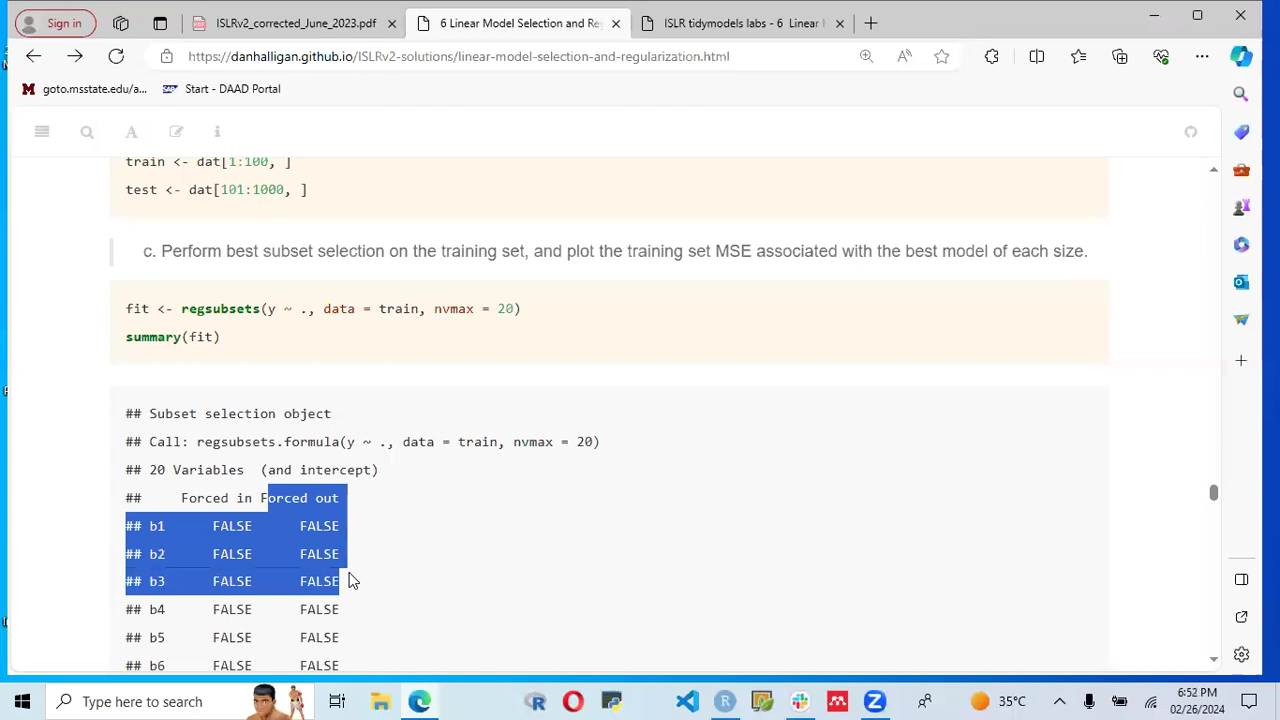 Sign in
ISLRv2_corrected_June_2023.pdf
6 Linear Model Selection and Re
ISLR tidymodels labs - 6 Linear
https://danhalligan.github.io/ISLRv2-solutions/linear-model-selection-and-regularization.html
goto.msstate.edu/a...
Start - DAAD Portal
train <- dat[1:100, ]
test <- dat[101:1000, ]
c. Perform best subset selection on the training set, and plot the training set MSE associated with the best model of each size.
fit <- regsubsets(y ~ ., data = train, nvmax = 20)
summary(fit)
## Subset selection object
## Call: regsubsets.formula(y ~ ., data = train, nvmax = 20)
## 20 Variables  (and intercept)
##     Forced in Forced out
## b1      FALSE      FALSE
## b2      FALSE      FALSE
## b3      FALSE      FALSE
## b4      FALSE      FALSE
## b5      FALSE      FALSE
## b6      FALSE      FALSE
Type here to search
35°C
6:52 PM
02/26/2024